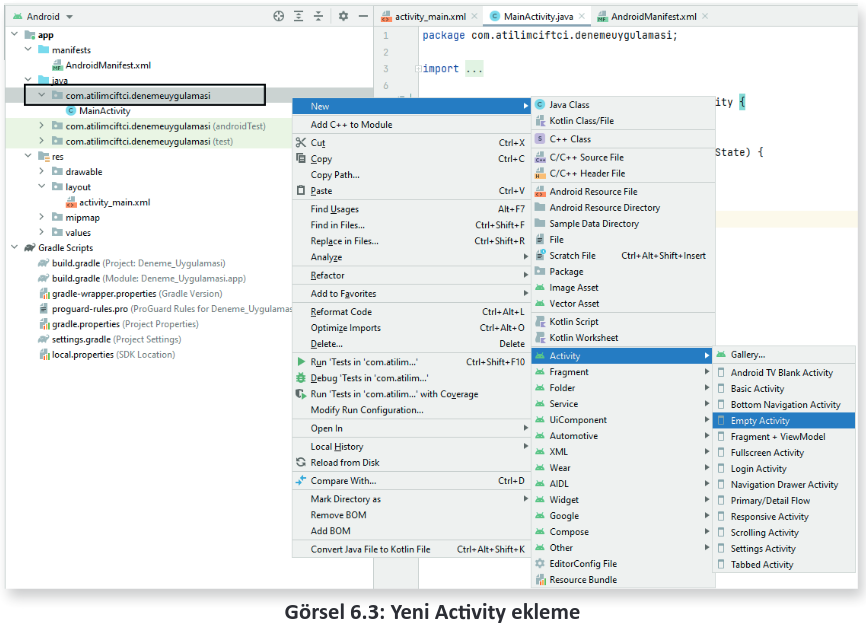 Android
app
manifests
AndroidManifest.xml
java
com.atilimciftci.denemeuygulamasi
MainActivity
com.atilimciftci.denemeuygulamasi (androidTest)
com.atilimciftci.denemeuygulamasi (test)
res
drawable
layout
activity_main.xml
mipmap
values
Gradle Scripts
build.gradle (Project: Deneme_Uygulamasi)
build.gradle (Module: Deneme_Uygulamasi.app)
gradle-wrapper.properties (Gradle Version)
proguard-rules.pro (ProGuard Rules for Deneme_Uygulamas
gradle.properties (Project Properties)
settings.gradle (Project Settings)
local.properties (SDK Location)
activity_main.xml MainActivity.java AndroidManifest.xml
1 package com.atilimciftci.denemeuygulamasi;
2
3 import ...
6
ity {
State) {
New
Add C++ to Module
Cut Ctrl+X
Copy Ctrl+C
Copy Path...
Paste Ctrl+V
Find Usages Alt+F7
Find in Files... Ctrl+Shift+F
Replace in Files... Ctrl+Shift+R
Analyze
Refactor
Add to Favorites
Reformat Code Ctrl+Alt+L
Optimize Imports Ctrl+Alt+O
Delete... Delete
Run 'Tests in 'com.atilim...' Ctrl+Shift+F10
Debug 'Tests in 'com.atilim...'
Run 'Tests in 'com.atilim...' with Coverage
Modify Run Configuration...
Open In
Local History
Reload from Disk
Compare With... Ctrl+D
Mark Directory as
Remove BOM
Add BOM
Convert Java File to Kotlin File Ctrl+Alt+Shift+K
Java Class
Kotlin Class/File
C++ Class
C/C++ Source File
C/C++ Header File
Android Resource File
Android Resource Directory
Sample Data Directory
File
Scratch File Ctrl+Alt+Shift+Insert
Package
Image Asset
Vector Asset
Kotlin Script
Kotlin Worksheet
Activity
Fragment
Folder
Service
UiComponent
Automotive
XML
Wear
AIDL
Widget
Google
Compose
Other
EditorConfig File
Resource Bundle
Gallery...
Android TV Blank Activity
Basic Activity
Bottom Navigation Activity
Empty Activity
Fragment + ViewModel
Fullscreen Activity
Login Activity
Navigation Drawer Activity
Primary/Detail Flow
Responsive Activity
Scrolling Activity
Settings Activity
Tabbed Activity
Görsel 6.3: Yeni Activity ekleme